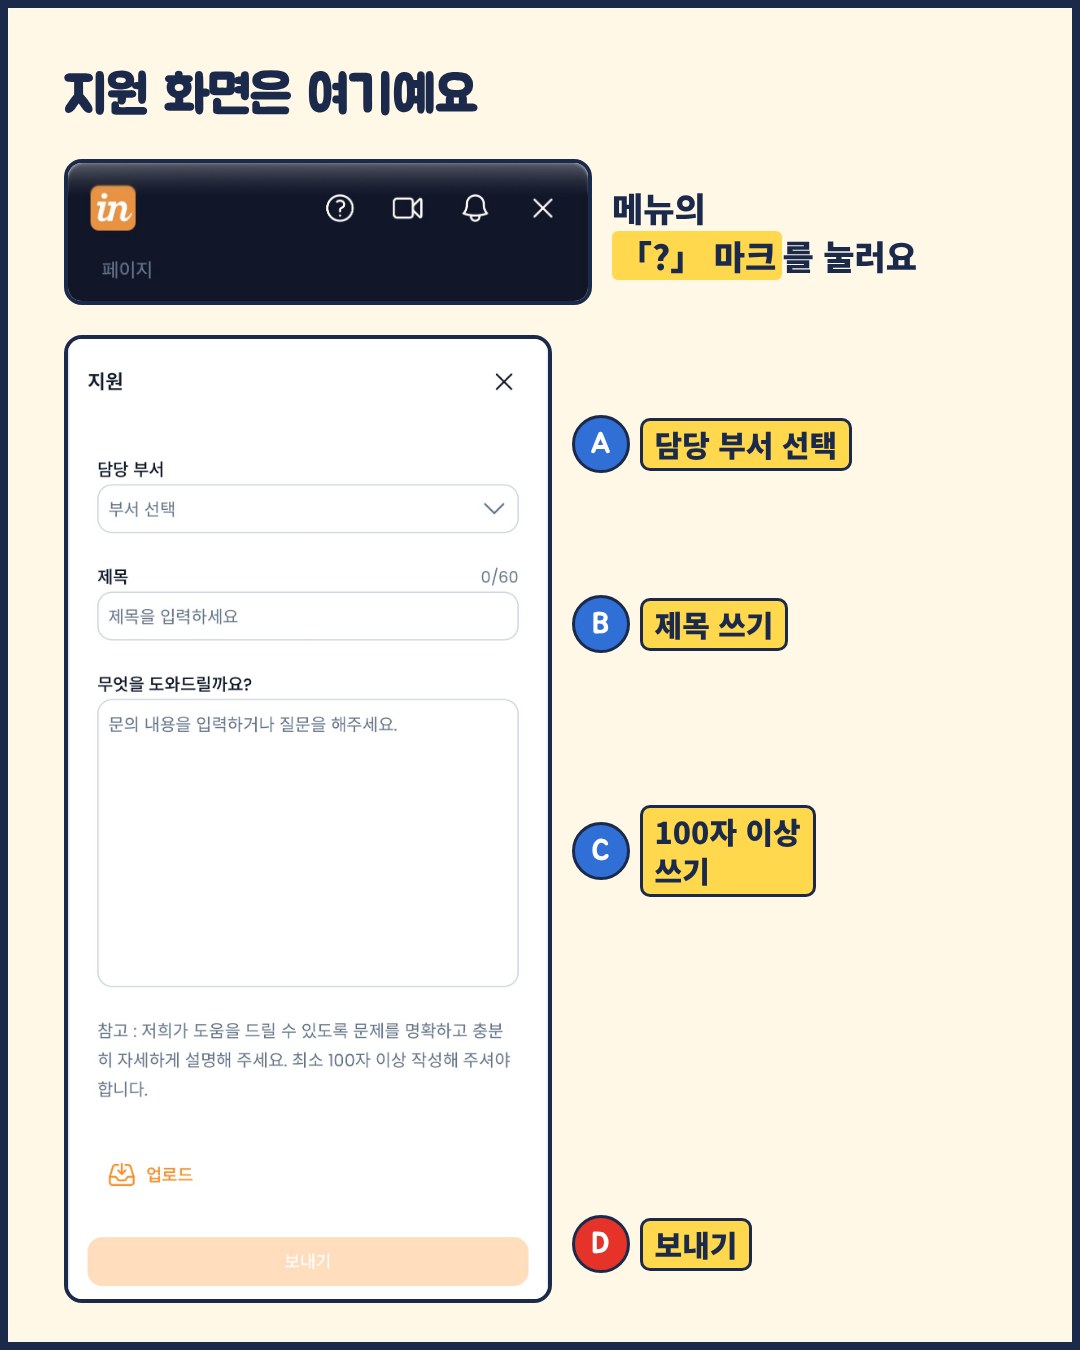 지원 화면은 여기예요
in
?
페이지
메뉴의
「?」 마크를 눌러요
지원
담당 부서
부서 선택
A
담당 부서 선택
제목
0/60
제목을 입력하세요
B
제목 쓰기
무엇을 도와드릴까요?
문의 내용을 입력하거나 질문을 해주세요.
C
100자 이상
쓰기
참고 : 저희가 도움을 드릴 수 있도록 문제를 명확하고 충분
히 자세하게 설명해 주세요. 최소 100자 이상 작성해 주셔야
합니다.
업로드
보내기
D
보내기